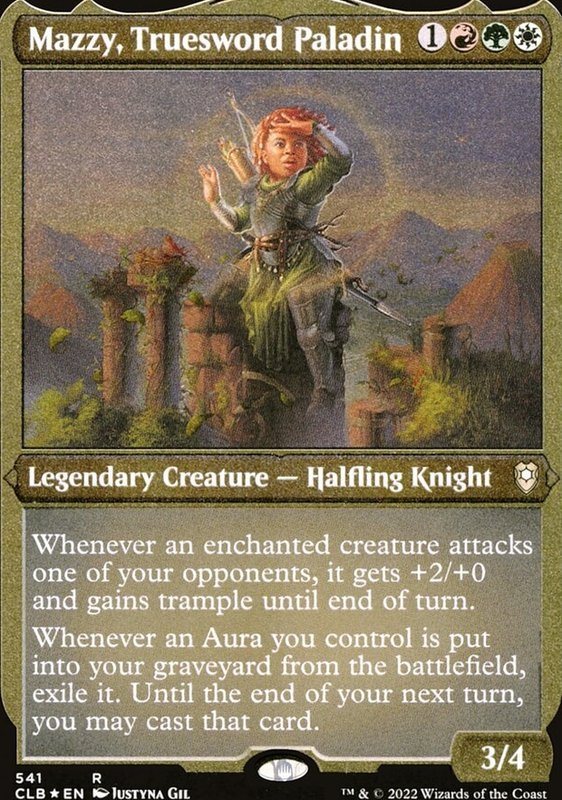 Mazzy, Truesword Paladin 1
Legendary Creature — Halfling Knight
Whenever an enchanted creature attacks
one of your opponents, it gets +2/+0
and gains trample until end of turn.
Whenever an Aura you control is put
into your graveyard from the battlefield,
exile it. Until the end of your next turn,
you may cast that card.
3/4
541 R
CLB ★ EN Justyna Gil
™ & © 2022 Wizards of the Coast